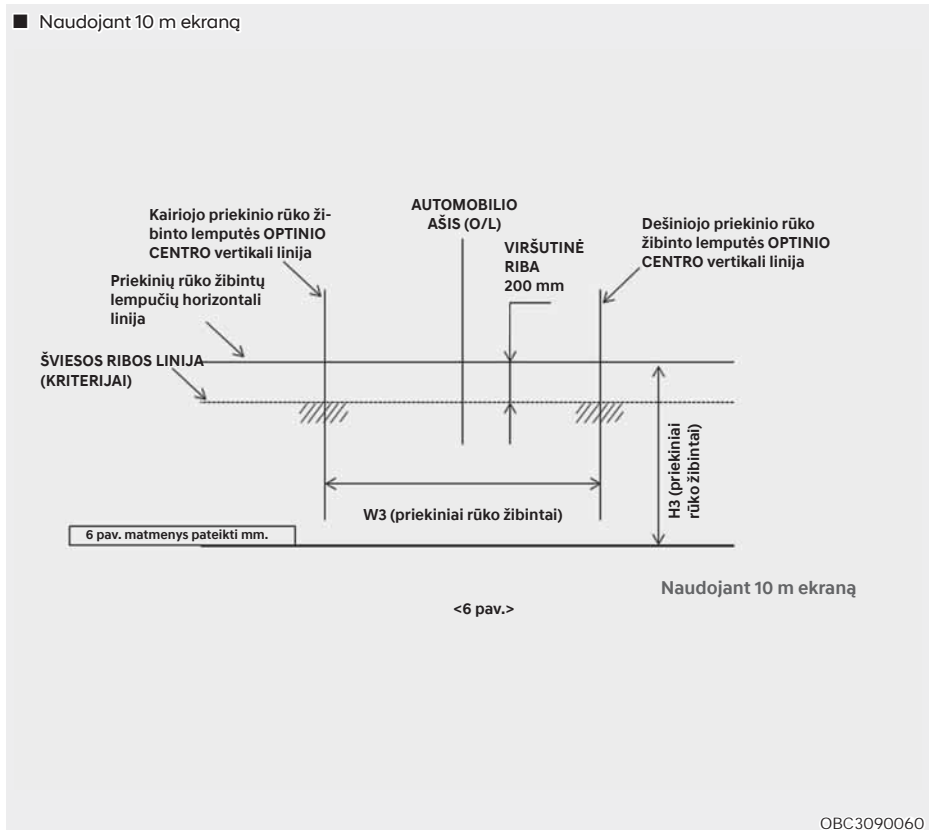 ■ Naudojant 10 m ekraną
Kairiojo priekinio rūko ži-
binto lemputės OPTINIO
CENTRO vertikali linija
AUTOMOBILIO
AŠIS (O/L)
VIRŠUTINĖ
RIBA
200 mm
Dešiniojo priekinio rūko
žibinto lemputės OPTINIO
CENTRO vertikali linija
Priekinių rūko žibintų
lempučių horizontali
linija
ŠVIESOS RIBOS LINIJA
(KRITERIJAI)
H3 (priekiniai
rūko žibintai)
W3 (priekiniai rūko žibintai)
6 pav. matmenys pateikti mm.
Naudojant 10 m ekraną
<6 pav.>
OBC3090060